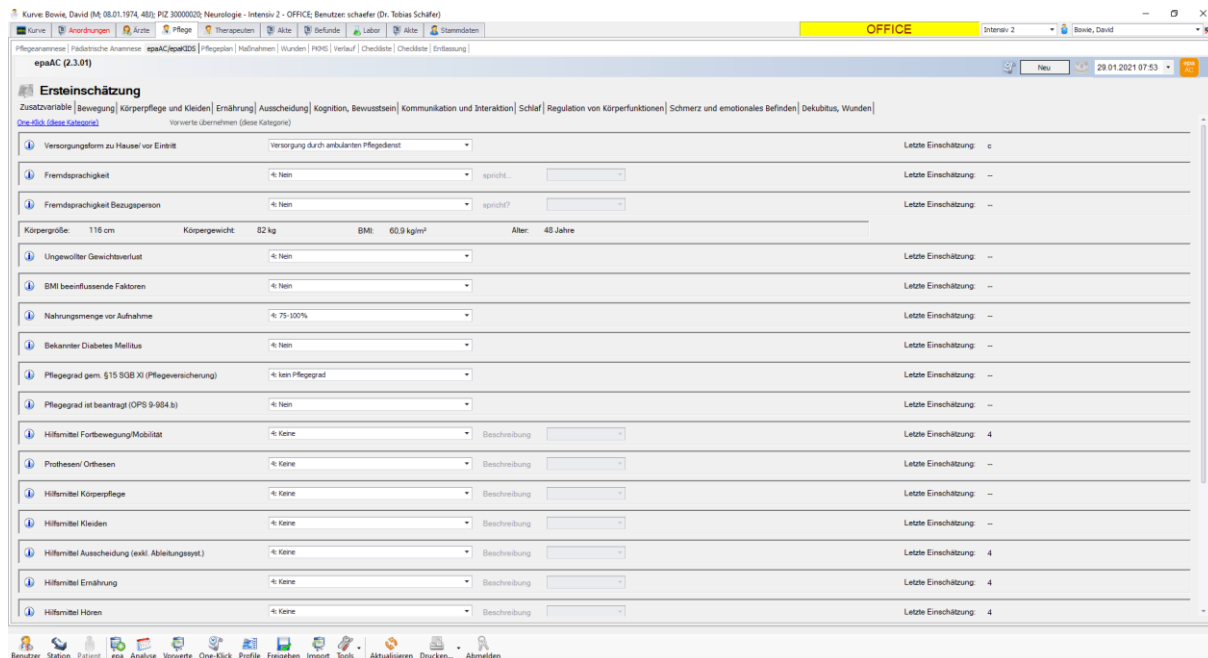 Kurve: Bowie, David (M; 08.01.1974, 48J); PIZ 30000020; Neurologie - Intensiv 2 - OFFICE; Benutzer: schaefer (Dr. Tobias Schäfer)
Kurve Anordnungen Ärzte Pflege Therapeuten Akte Befunde Labor Akte Stammdaten OFFICE Intensiv 2 Bowie, David
Pflegeanamnese | Pädiatrische Anamnese epaAC/epaKIDS | Pflegeplan | Maßnahmen | Wunden | PKMS | Verlauf | Checkliste | Checkliste | Entlassung |
epaAC (2.3.01) Neu 29.01.2021 07:53 epa AC
Ersteinschätzung
Zusatzvariable | Bewegung | Körperpflege und Kleiden | Ernährung | Ausscheidung | Kognition, Bewusstsein | Kommunikation und Interaktion | Schlaf | Regulation von Körperfunktionen | Schmerz und emotionales Befinden | Dekubitus, Wunden |
One-Klick (diese Kategorie) Vorwerte übernehmen (diese Kategorie)
Versorgungsform zu Hause/ vor Eintritt Versorgung durch ambulanten Pflegedienst Letzte Einschätzung: c
Fremdsprachigkeit 4: Nein spricht... Letzte Einschätzung: --
Fremdsprachigkeit Bezugsperson 4: Nein spricht? Letzte Einschätzung: --
Körpergröße: 116 cm Körpergewicht: 82 kg BMI: 60,9 kg/m² Alter: 48 Jahre
Ungewollter Gewichtsverlust 4: Nein Letzte Einschätzung: --
BMI beeinflussende Faktoren 4: Nein Letzte Einschätzung: --
Nahrungsmenge vor Aufnahme 4: 75-100% Letzte Einschätzung: --
Bekannter Diabetes Mellitus 4: Nein Letzte Einschätzung: --
Pflegegrad gem. §15 SGB XI (Pflegeversicherung) 4: kein Pflegegrad Letzte Einschätzung: --
Pflegegrad ist beantragt (OPS 9-984.b) 4: Nein Letzte Einschätzung: --
Hilfsmittel Fortbewegung/Mobilität 4: Keine Beschreibung Letzte Einschätzung: 4
Prothesen/ Orthesen 4: Keine Beschreibung Letzte Einschätzung: --
Hilfsmittel Körperpflege 4: Keine Beschreibung Letzte Einschätzung: --
Hilfsmittel Kleiden 4: Keine Beschreibung Letzte Einschätzung: --
Hilfsmittel Ausscheidung (exkl. Ableitungssyst.) 4: Keine Beschreibung Letzte Einschätzung: 4
Hilfsmittel Ernährung 4: Keine Beschreibung Letzte Einschätzung: 4
Hilfsmittel Hören 4: Keine Beschreibung Letzte Einschätzung: 4
Benutzer Station Patient epa Analyse Vorwerte One-Klick Profile Freigeben Import Tools Aktualisieren Drucken... Abmelden